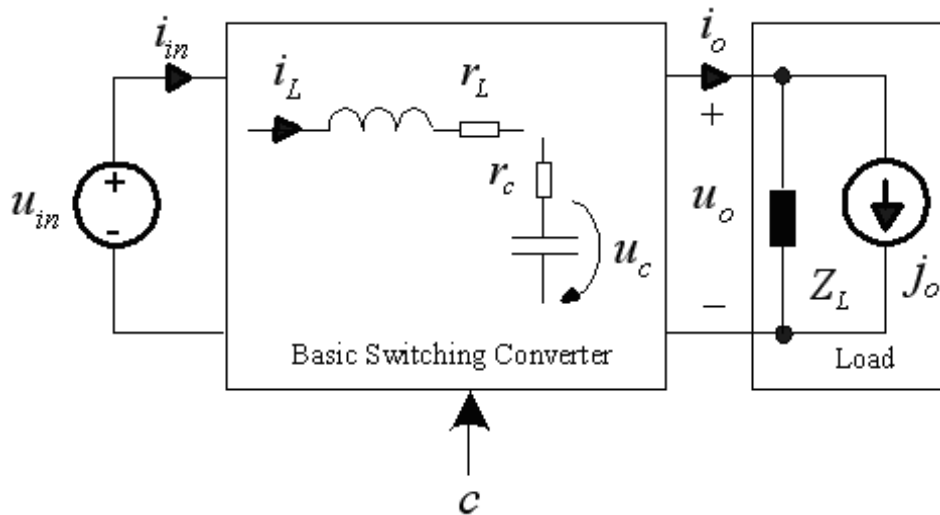 i_in
i_L
r_L
r_c
u_c
i_o
+
u_o
−
+
-
u_in
Z_L
j_o
Basic Switching Converter
Load
c